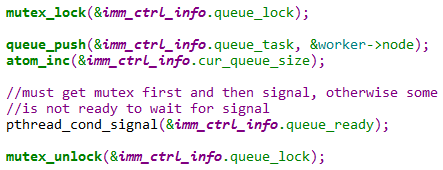 mutex_lock(&imm_ctrl_info.queue_lock);
queue_push(&imm_ctrl_info.queue_task, &worker->node);
atom_inc(&imm_ctrl_info.cur_queue_size);
//must get mutex first and then signal, otherwise some
//is not ready to wait for signal
pthread_cond_signal(&imm_ctrl_info.queue_ready);
mutex_unlock(&imm_ctrl_info.queue_lock);